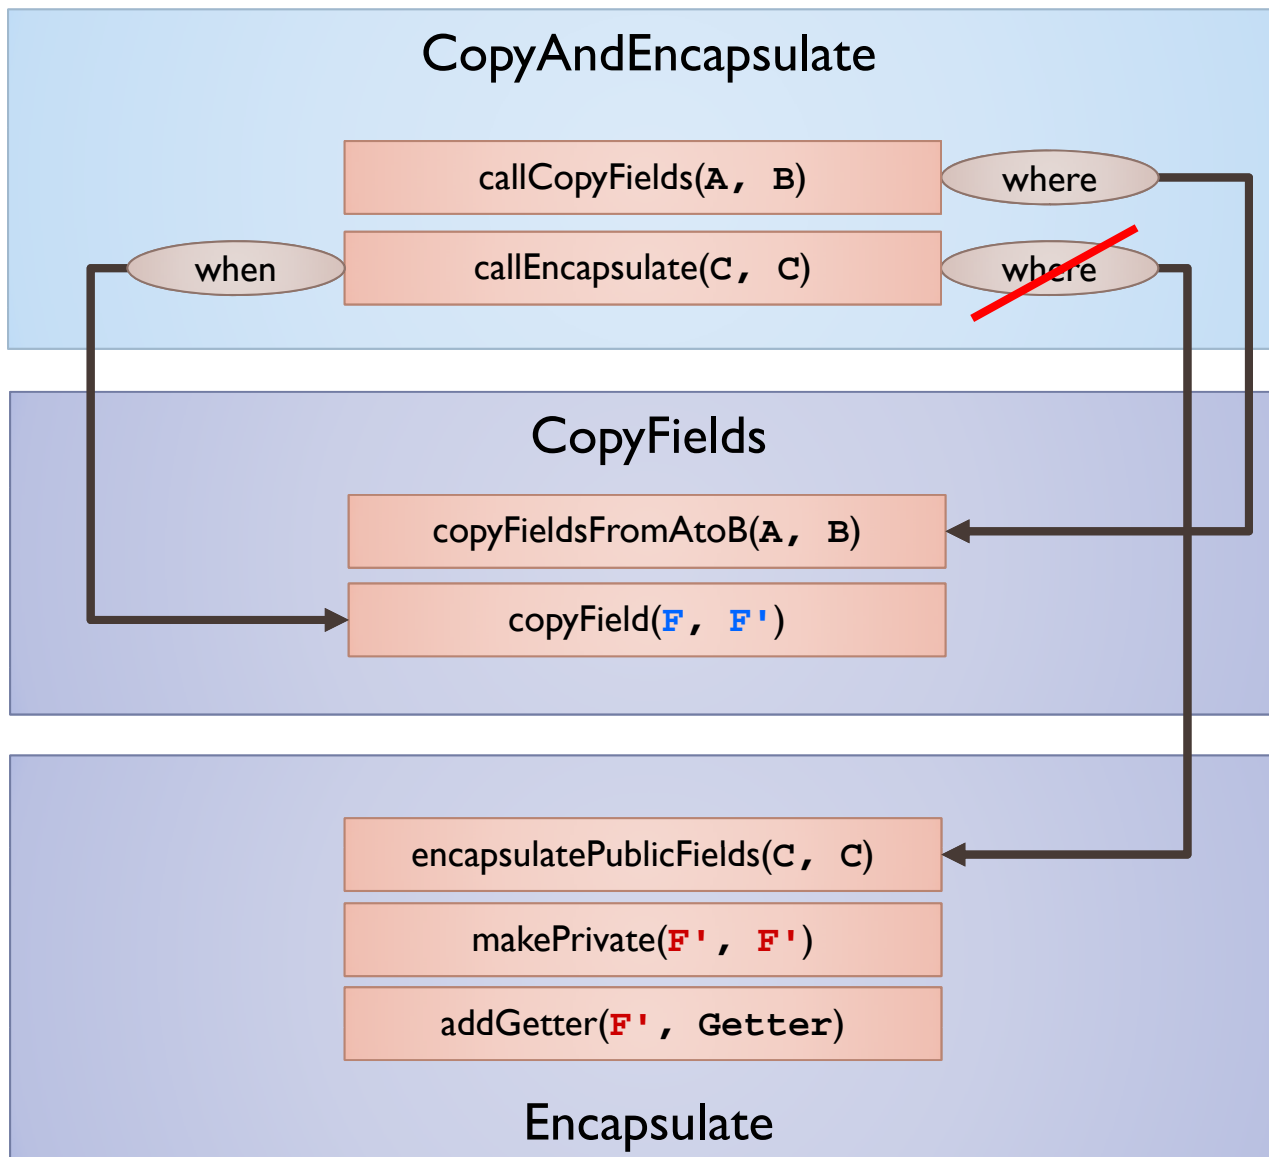 CopyAndEncapsulate
callCopyFields(A, B)
where
when
callEncapsulate(C, C)
where
CopyFields
copyFieldsFromAtoB(A, B)
copyField(F, F')
encapsulatePublicFields(C, C)
makePrivate(F', F')
addGetter(F', Getter)
Encapsulate